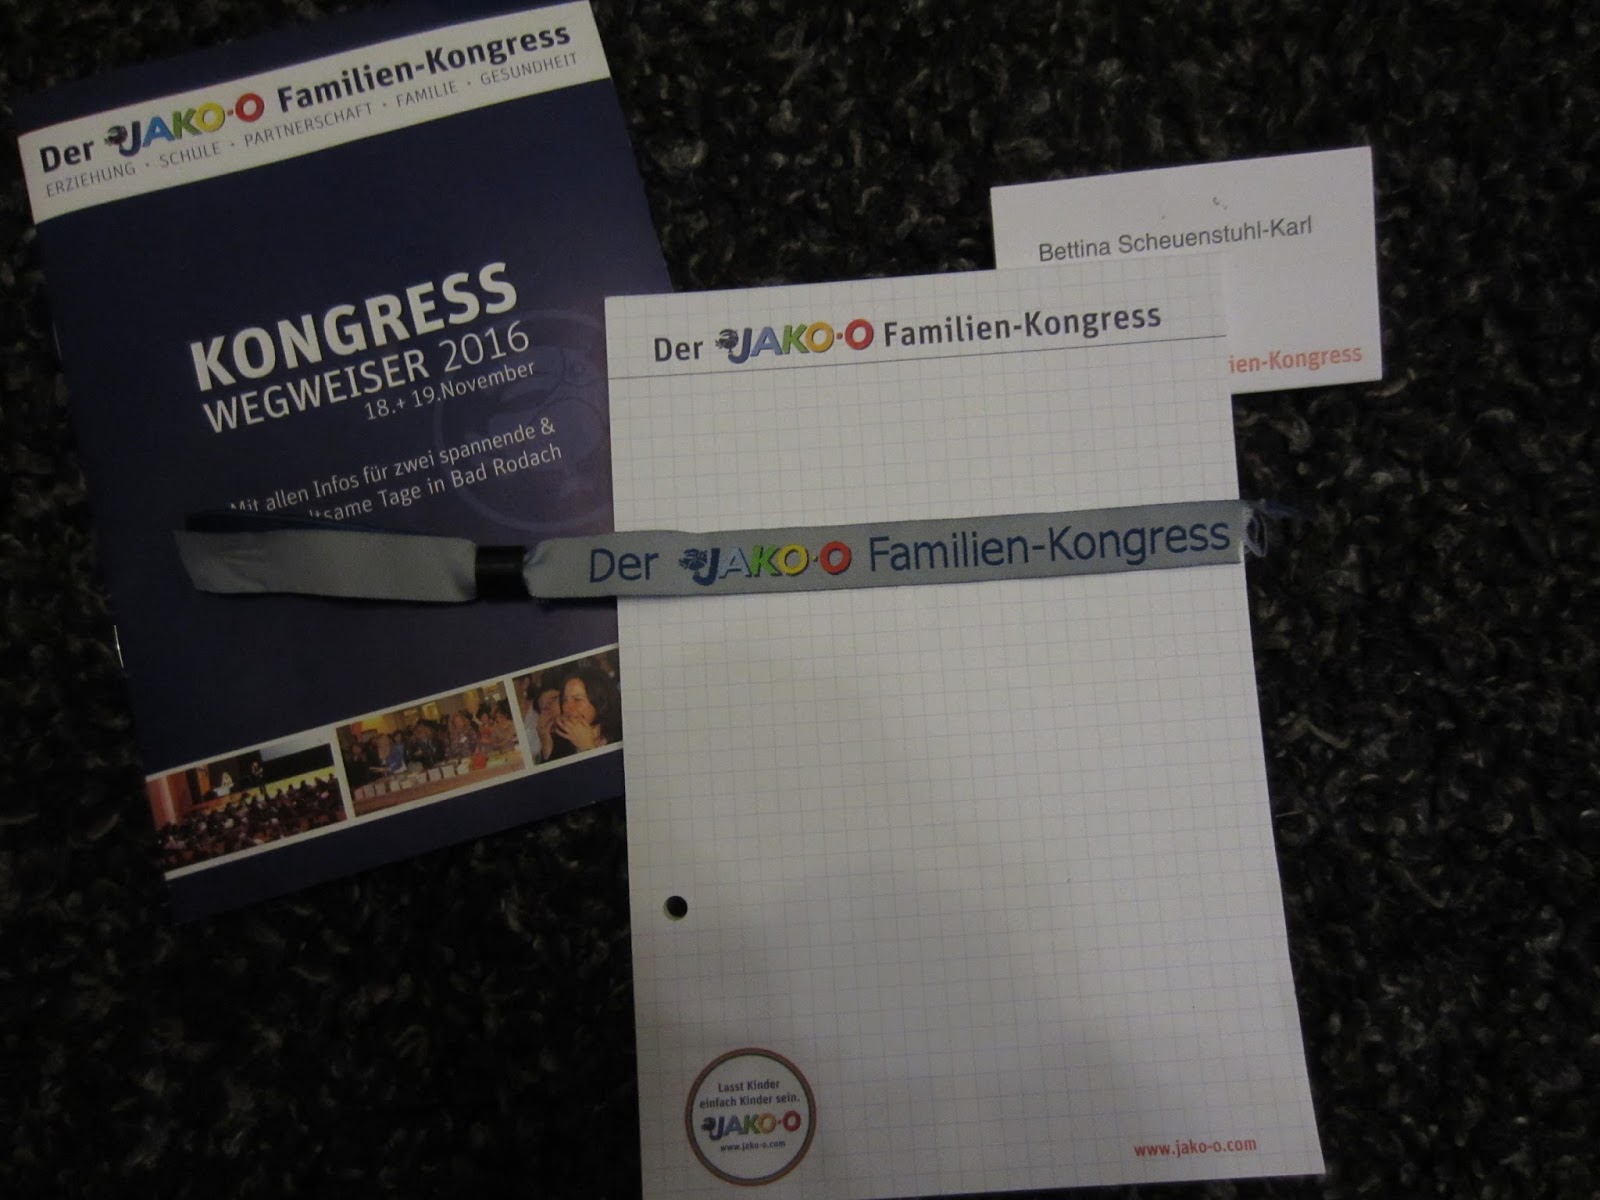 Der JAKO-O Familien-Kongress
ERZIEHUNG · SCHULE · PARTNERSCHAFT · FAMILIE · GESUNDHEIT
KONGRESS
WEGWEISER 2016
18.+ 19.November
Mit allen Infos für zwei spannende &
Tage in Bad Rodach
Bettina Scheuenstuhl-Karl
ien-Kongress
Der JAKO-O Familien-Kongress
Der JAKO-O Familien-Kongress
Lasst Kinder
einfach Kinder sein.
JAKO-O
www.jako-o.com
www.jako-o.com